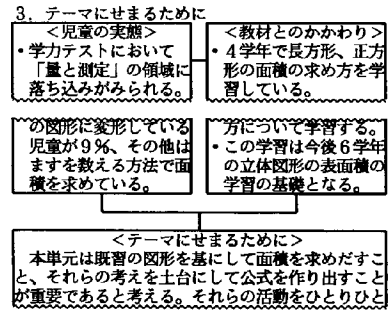 3．テーマにせまるために
＜児童の実態＞
・学力テストにおいて
「量と測定」の領域に
落ち込みがみられる。
の図形に変形している
児童が9％、その他は
ますを数える方法で面
積を求めている。
＜教材とのかかわり＞
・4学年で長方形、正方
形の面積の求め方を学
習している。
方について学習する。
・この学習は今後6学年
の立体図形の表面積の
学習の基礎となる。
＜テーマにせまるために＞
本単元は既習の図形を基にして面積を求めだすこ
と、それらの考えを土台にして公式を作り出すこと
が重要であると考える。それらの活動をひとりひと